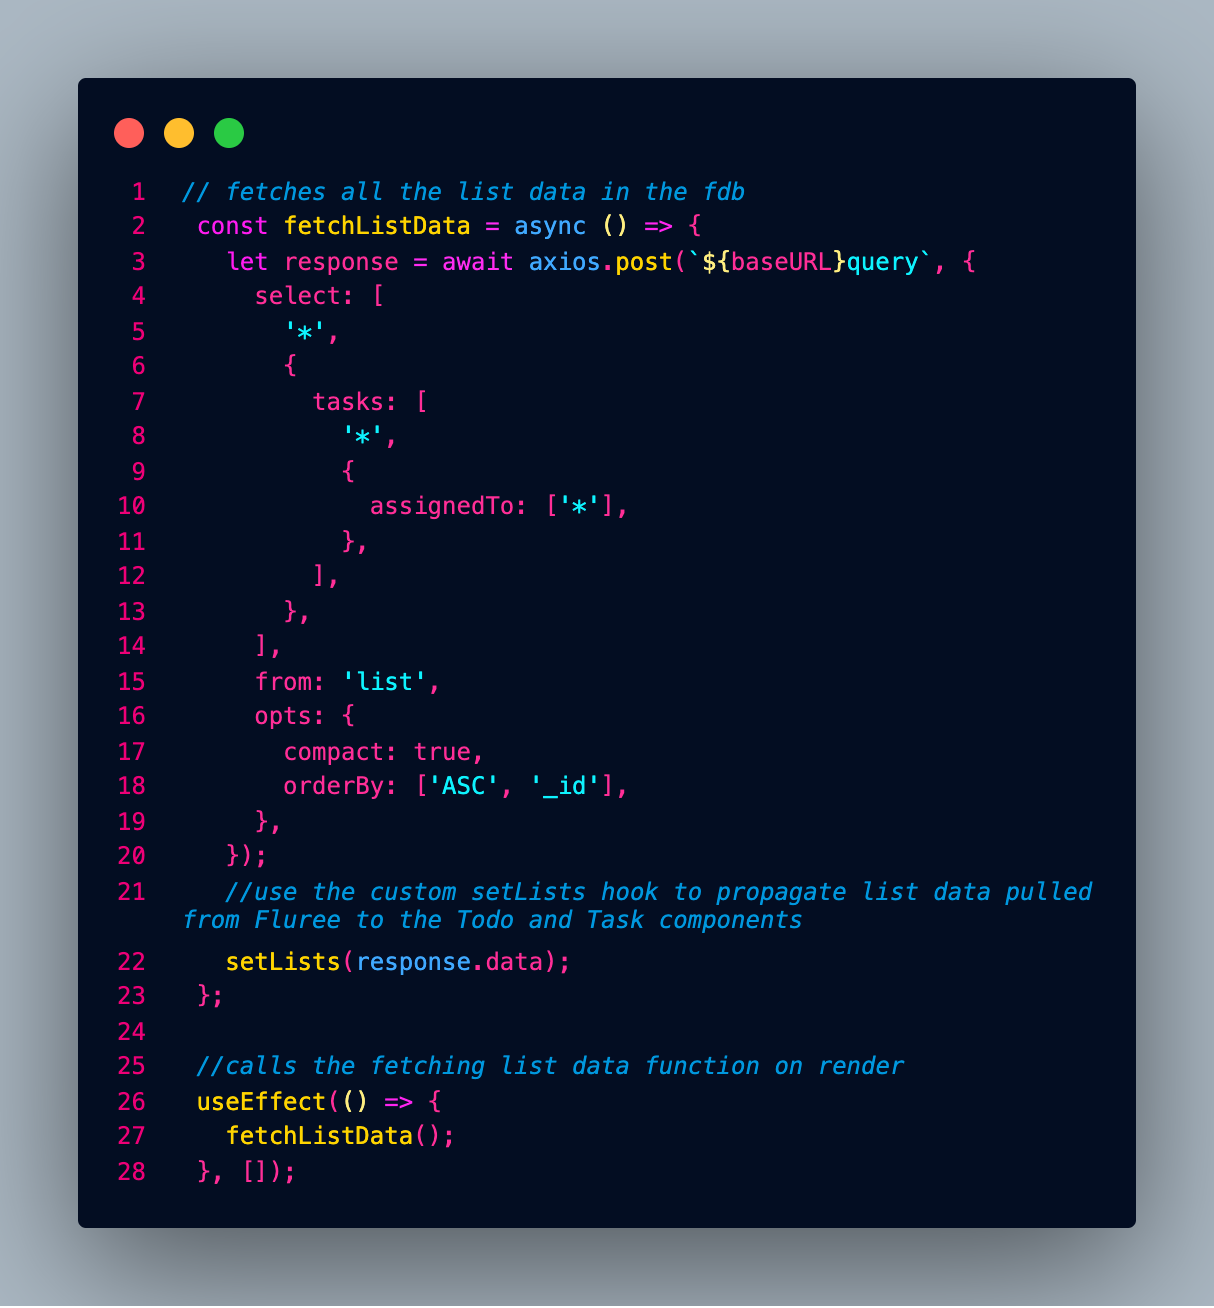 1 // fetches all the list data in the fdb
2 const fetchListData = async () => {
3 let response = await axios.post(`${baseURL}query`, {
4 select: [
5 '*',
6 {
7 tasks: [
8 '*',
9 {
10 assignedTo: ['*'],
11 },
12 ],
13 },
14 ],
15 from: 'list',
16 opts: {
17 compact: true,
18 orderBy: ['ASC', '_id'],
19 },
20 });
21 //use the custom setLists hook to propagate list data pulled
from Fluree to the Todo and Task components
22 setLists(response.data);
23 };
24
25 //calls the fetching list data function on render
26 useEffect(() => {
27 fetchListData();
28 }, []);